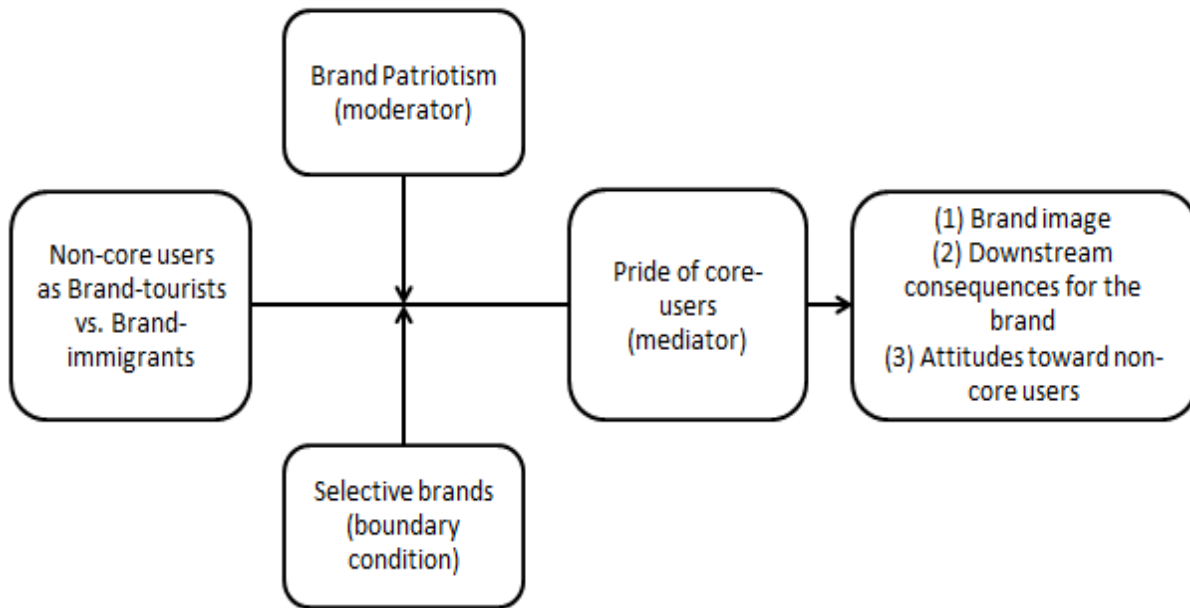 Brand Patriotism
(moderator)
Non-core users
as Brand-tourists
vs. Brand-
immigrants
Pride of core-
users
(mediator)
(1) Brand image
(2) Downstream
consequences for the
brand
(3) Attitudes toward non-
core users
Selective brands
(boundary
condition)